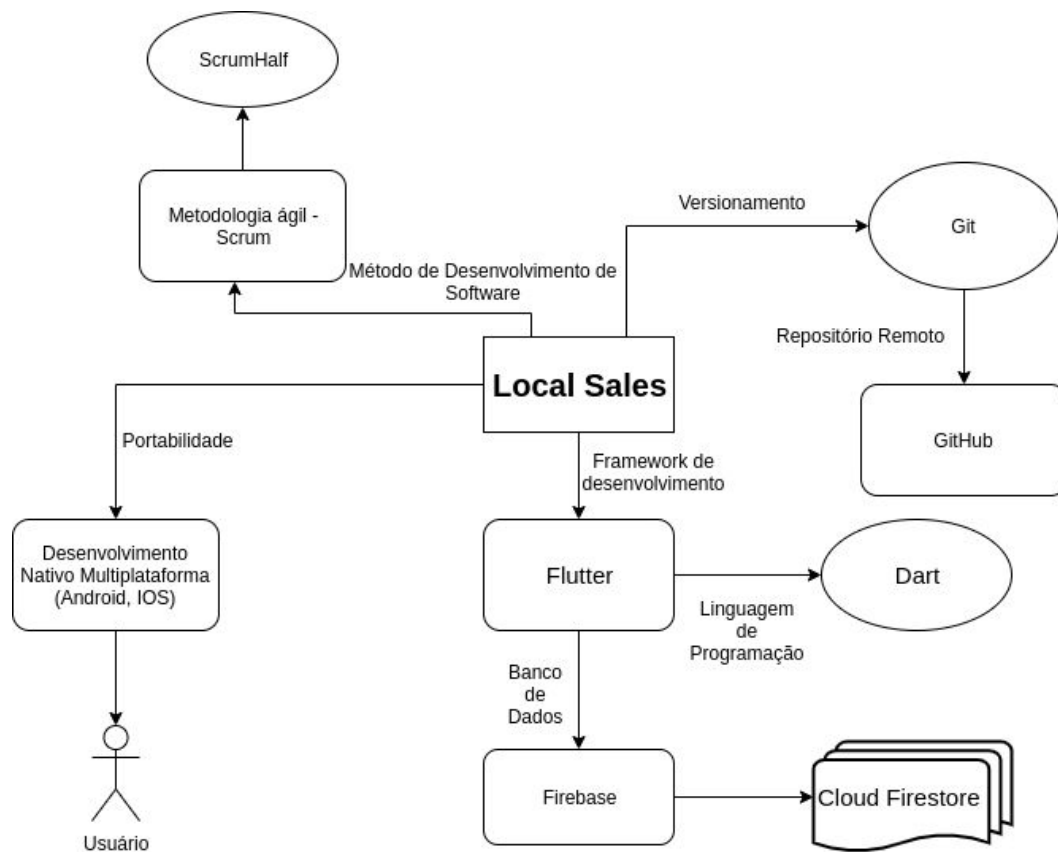 ScrumHalf
Metodologia ágil -
Scrum
Versionamento
Git
Método de Desenvolvimento de
Software
Repositório Remoto
Local Sales
GitHub
Portabilidade
Framework de
desenvolvimento
Desenvolvimento
Nativo Multiplataforma
(Android, IOS)
Flutter
Dart
Linguagem
de
Programação
Banco
de
Dados
Firebase
Cloud Firestore
Usuário